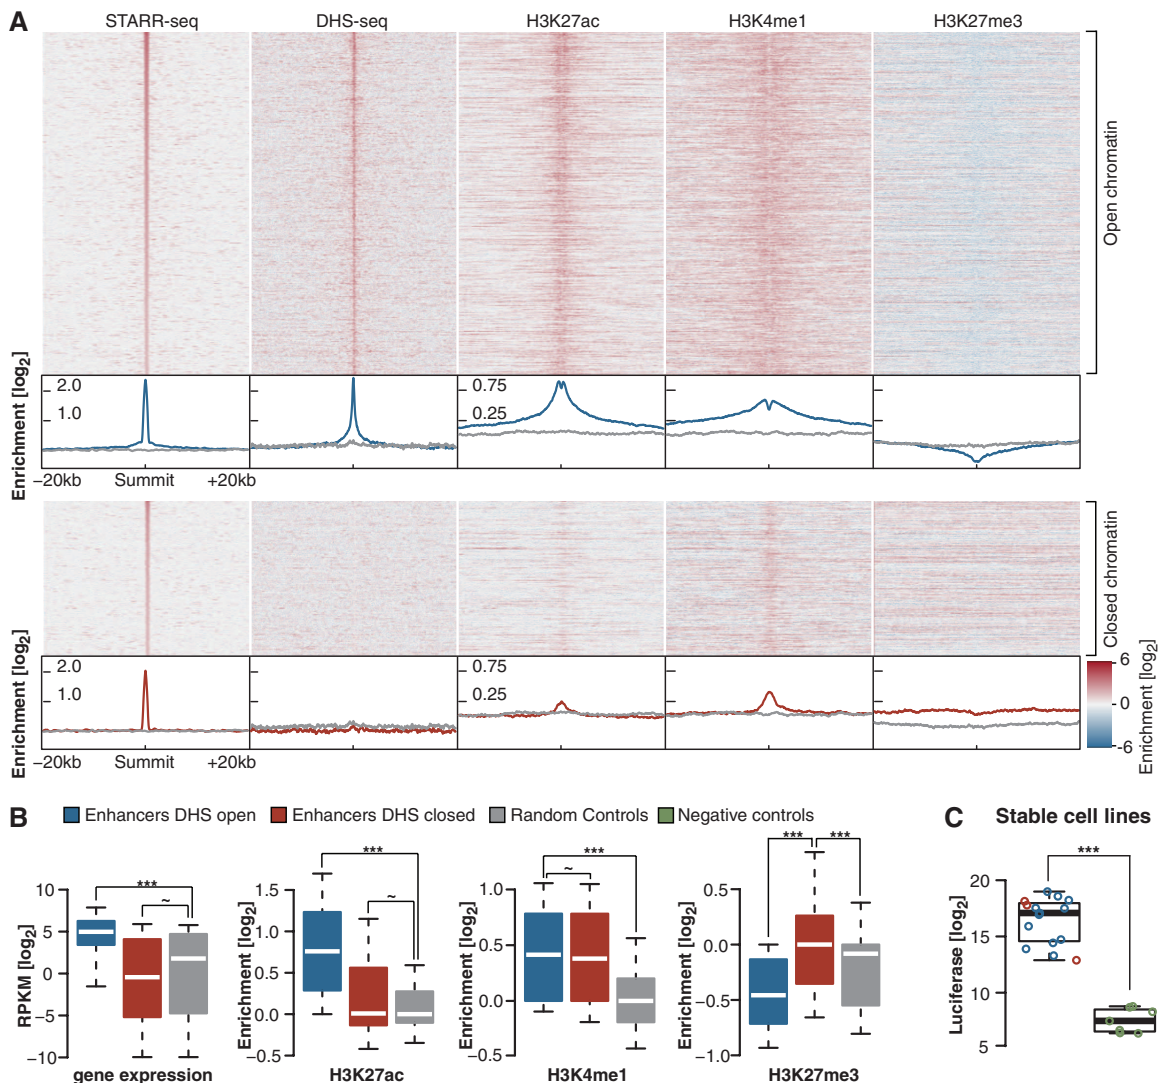 A
STARR-seq DHS-seq H3K27ac H3K4me1 H3K27me3
Open chromatin
Enrichment [log2]
2.0
1.0
0.75
0.25
−20kb Summit +20kb
Closed chromatin
Enrichment [log2]
2.0
1.0
0.75
0.25
−20kb Summit +20kb
6
0
-6
Enrichment [log2]
B
Enhancers DHS open Enhancers DHS closed Random Controls Negative controls
RPKM [log2]
10
5
0
−5
−10
***
~
gene expression
Enrichment [log2]
1.5
1.0
0.5
0.0
−0.5
***
~
H3K27ac
Enrichment [log2]
1.0
0.5
0.0
−0.5
***
~
H3K4me1
Enrichment [log2]
0.5
0.0
−0.5
−1.0
*** ***
H3K27me3
C Stable cell lines
***
Luciferase [log2]
20
15
10
5